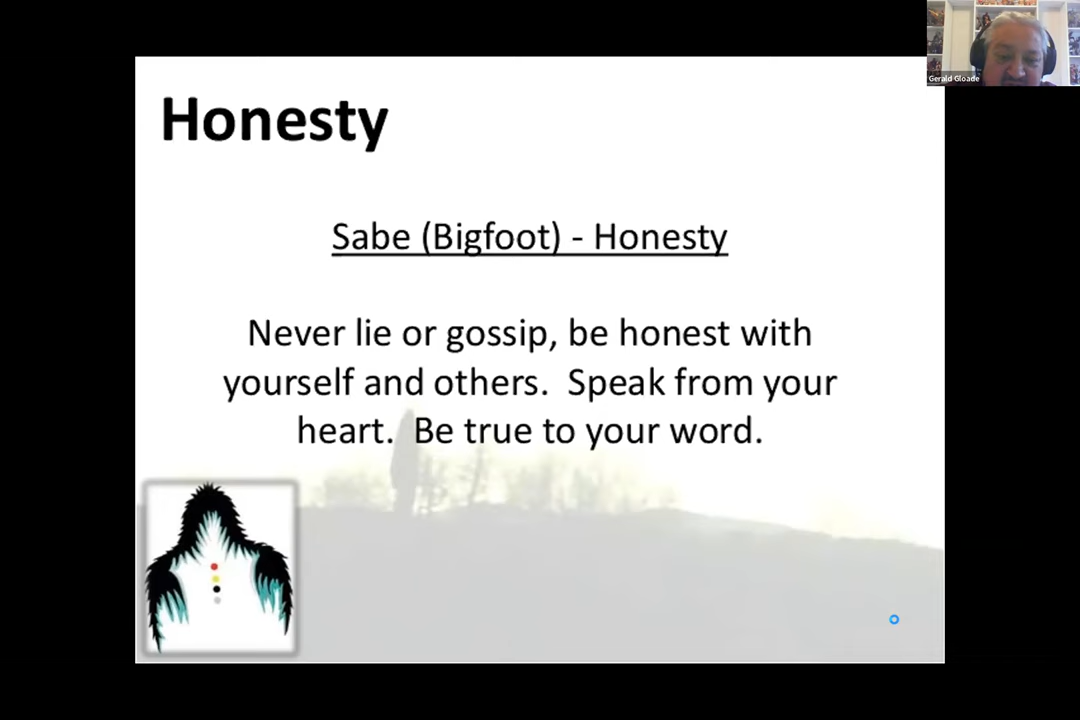 Gerald Gloade
Honesty
Sabe (Bigfoot) - Honesty
Never lie or gossip, be honest with
yourself and others.  Speak from your
heart.  Be true to your word.